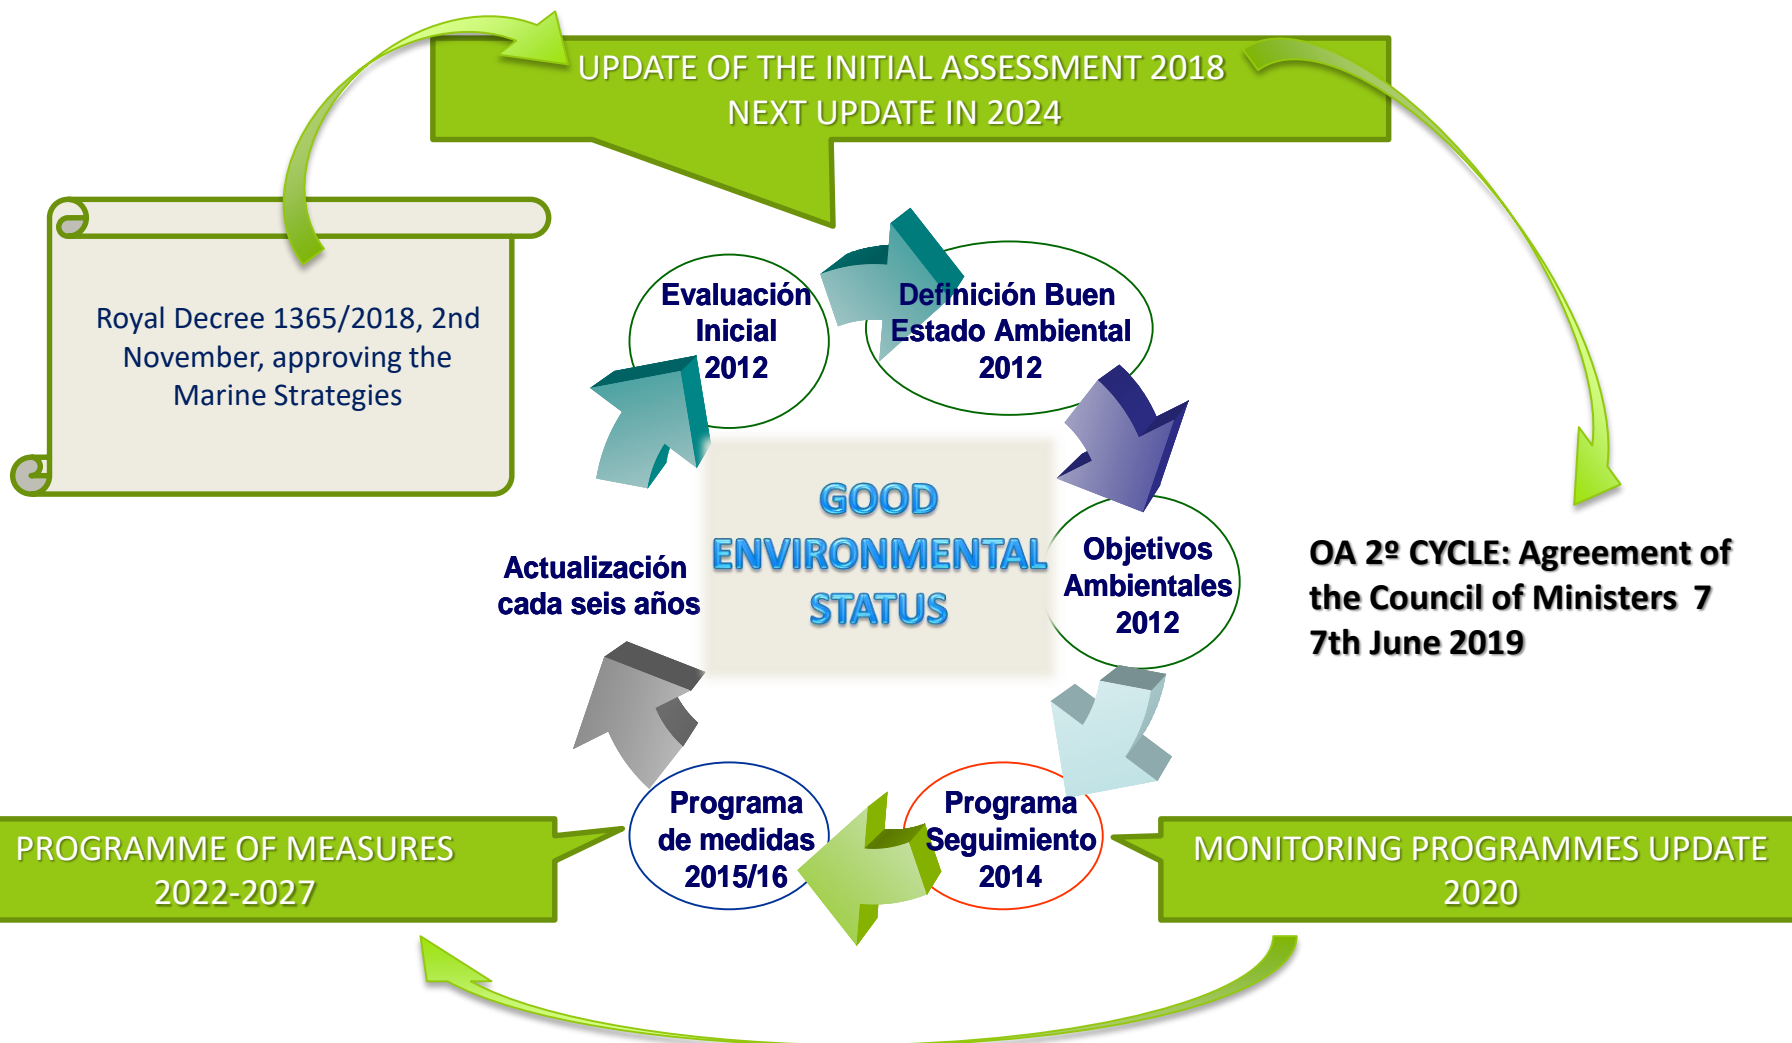 UPDATE OF THE INITIAL ASSESSMENT 2018
NEXT UPDATE IN 2024
Royal Decree 1365/2018, 2nd
November, approving the
Marine Strategies
Evaluación
Inicial
2012
Definición Buen
Estado Ambiental
2012
GOOD
ENVIRONMENTAL
STATUS
Objetivos
Ambientales
2012
OA 2º CYCLE: Agreement of
the Council of Ministers 7
7th June 2019
Actualización
cada seis años
Programa
de medidas
2015/16
Programa
Seguimiento
2014
PROGRAMME OF MEASURES
2022-2027
MONITORING PROGRAMMES UPDATE
2020